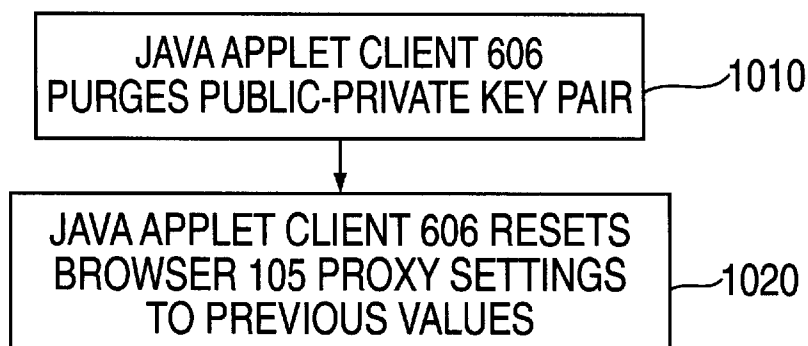 JAVA APPLET CLIENT 606
PURGES PUBLIC-PRIVATE KEY PAIR
1010
JAVA APPLET CLIENT 606 RESETS
BROWSER 105 PROXY SETTINGS
TO PREVIOUS VALUES
1020